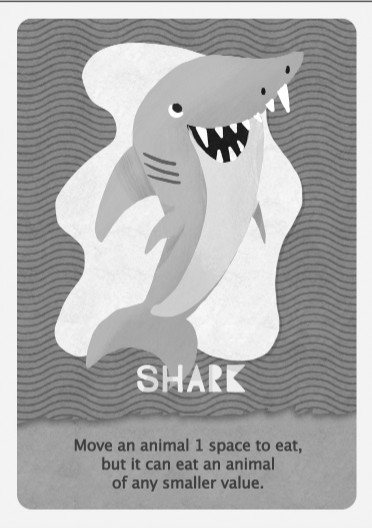 SHARK
Move an animal 1 space to eat,
but it can eat an animal
of any smaller value.